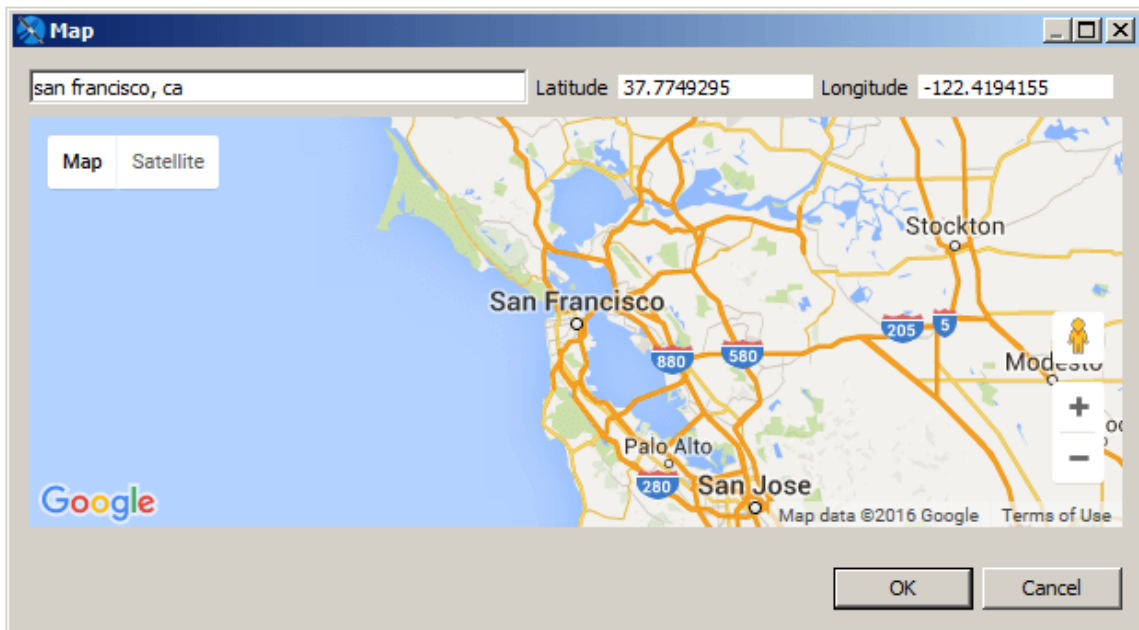 Map
san francisco, ca Latitude 37.7749295 Longitude -122.4194155
Map Satellite
Stockton
San Francisco
205 5
880 580
Modesto
Palo Alto
280 San Jose
Google
Map data ©2016 Google Terms of Use
OK Cancel